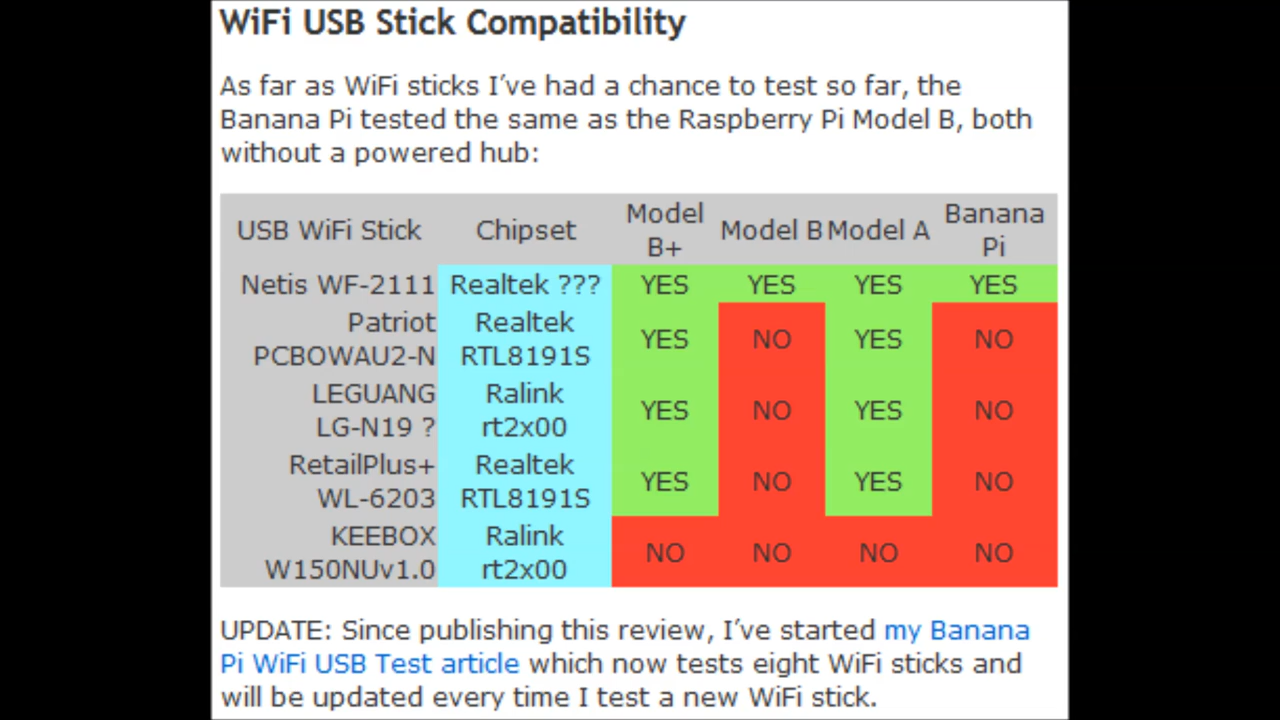 WiFi USB Stick Compatibility
As far as WiFi sticks I've had a chance to test so far, the
Banana Pi tested the same as the Raspberry Pi Model B, both
without a powered hub:
USB WiFi Stick Chipset Model B+ Model B Model A Banana Pi
Netis WF-2111 Realtek ??? YES YES YES YES
Patriot PCBOWAU2-N Realtek RTL8191S YES NO YES NO
LEGUANG LG-N19 ? Ralink rt2x00 YES NO YES NO
RetailPlus+ WL-6203 Realtek RTL8191S YES NO YES NO
KEEBOX W150NUv1.0 Ralink rt2x00 NO NO NO NO
UPDATE: Since publishing this review, I've started my Banana
Pi WiFi USB Test article which now tests eight WiFi sticks and
will be updated every time I test a new WiFi stick.